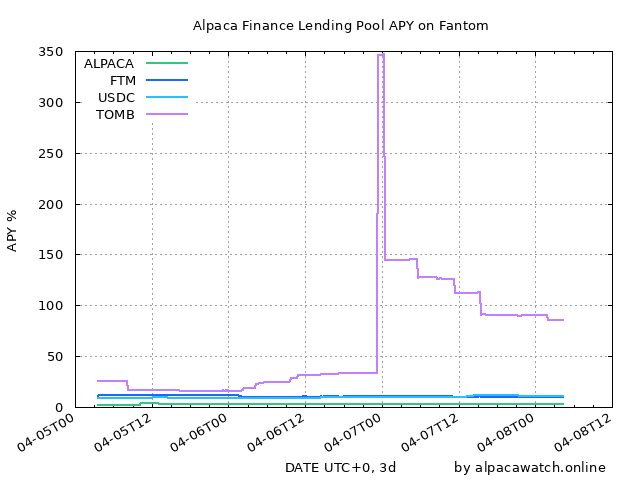 Alpaca Finance Lending Pool APY on Fantom
350
300
250
200
150
100
50
0
APY %
ALPACA
FTM
USDC
TOMB
04-05T00
04-05T12
04-06T00
04-06T12
04-07T00
04-07T12
04-08T00
04-08T12
DATE UTC+0, 3d
by alpacawatch.online